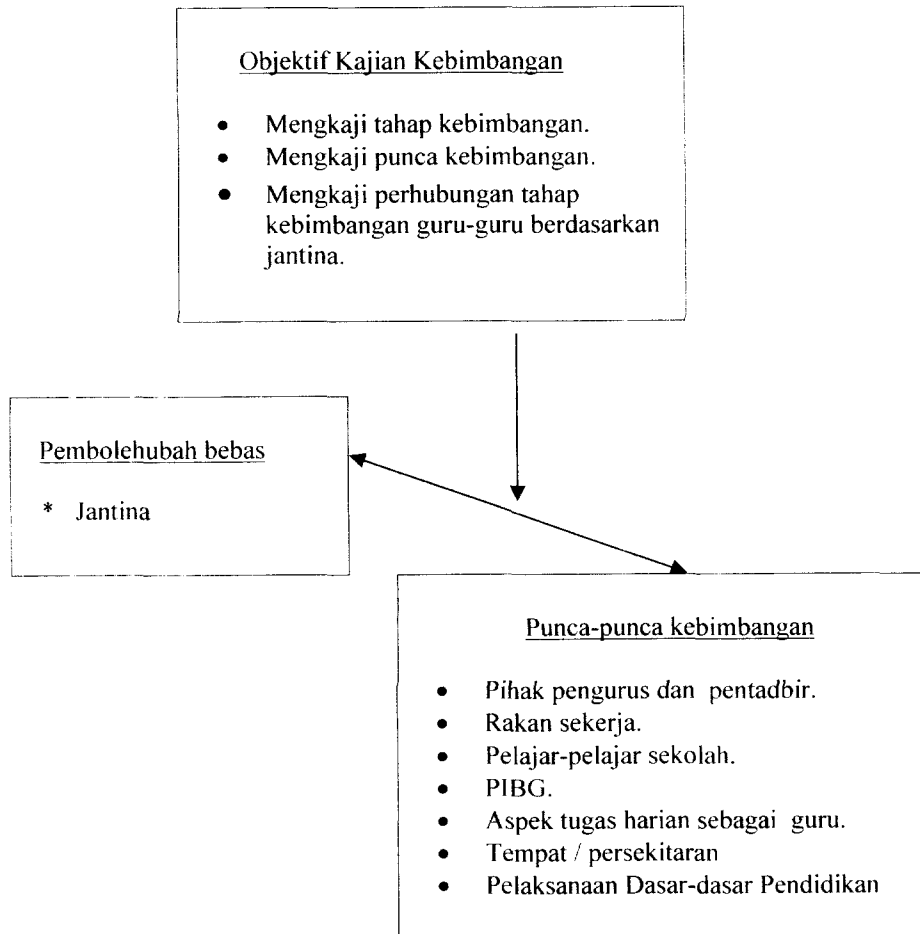 Objektif Kajian Kebimbangan
• Mengkaji tahap kebimbangan.
• Mengkaji punca kebimbangan.
• Mengkaji perhubungan tahap
kebimbangan guru-guru berdasarkan
jantina.
Pembolehubah bebas
* Jantina
Punca-punca kebimbangan
• Pihak pengurus dan pentadbir.
• Rakan sekerja.
• Pelajar-pelajar sekolah.
• PIBG.
• Aspek tugas harian sebagai guru.
• Tempat / persekitaran
• Pelaksanaan Dasar-dasar Pendidikan